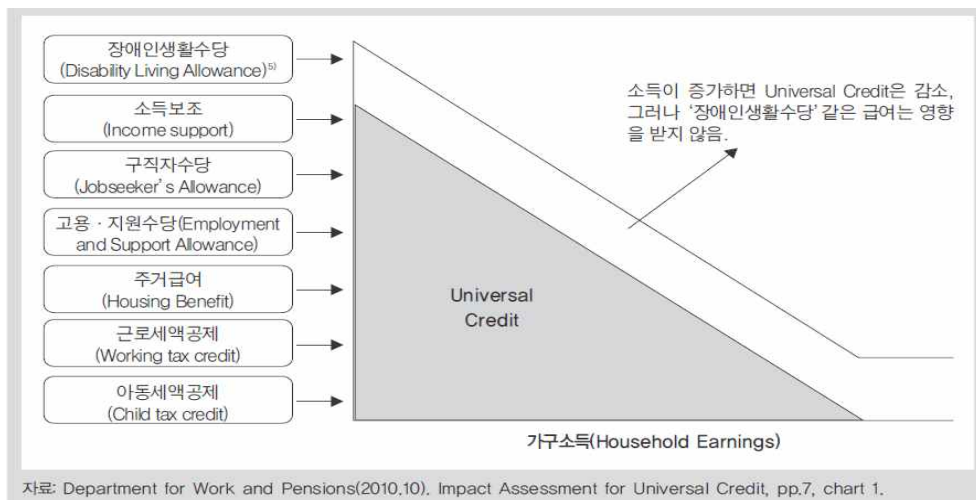 장애인생활수당
(Disability Living Allowance)5)
소득보조
(Income support)
구직자수당
(Jobseeker's Allowance)
고용·지원수당(Employment
and Support Allowance)
주거급여
(Housing Benefit)
근로세액공제
(Working tax credit)
아동세액공제
(Child tax credit)
소득이 증가하면 Universal Credit은 감소,
그러나 ‘장애인생활수당’ 같은 급여는 영향
을 받지 않음.
Universal
Credit
가구소득(Household Earnings)
자료: Department for Work and Pensions(2010.10), Impact Assessment for Universal Credit, pp.7, chart 1.